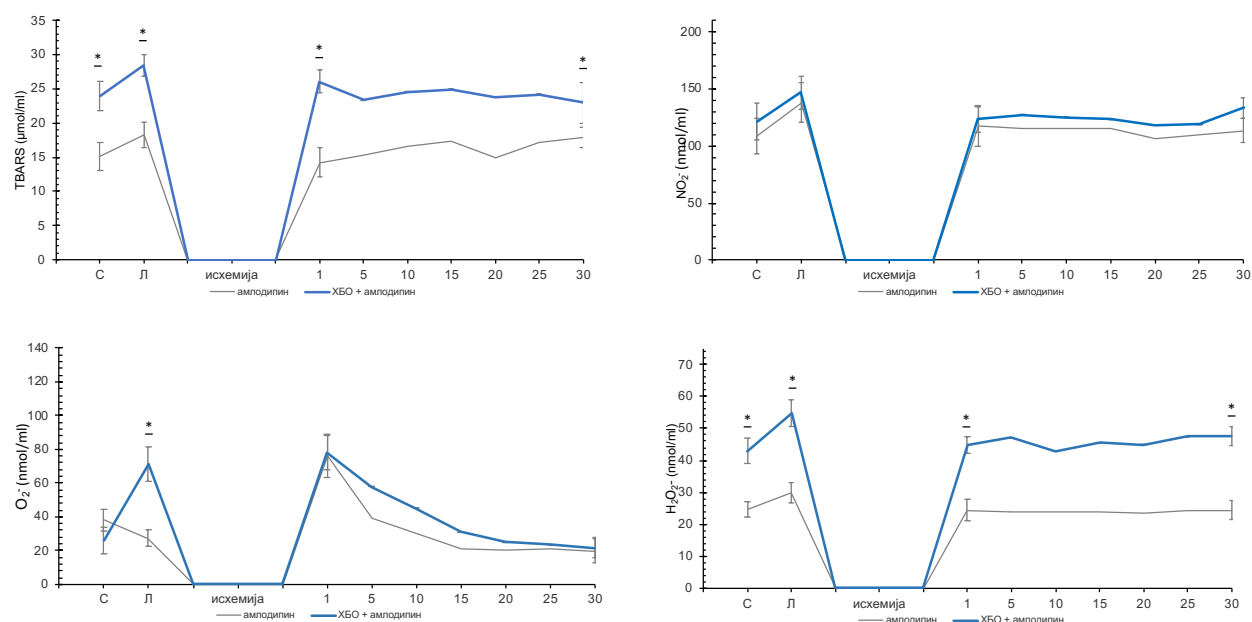 TBARS (μmol/ml)
35
30
25
20
15
10
5
0
*
*
*
*
С
Л
исхемија
1
5
10
15
20
25
30
амлодипин
ХБО + амлодипин
NO₂⁻ (nmol/ml)
200
150
100
50
0
С
Л
исхемија
1
5
10
15
20
25
30
амлодипин
ХБО + амлодипин
O₂⁻ (nmol/ml)
140
120
100
80
60
40
20
0
*
С
Л
исхемија
1
5
10
15
20
25
30
амлодипин
ХБО + амлодипин
H₂O₂- (nmol/ml)
70
60
50
40
30
20
10
0
*
*
*
*
С
Л
исхемија
1
5
10
15
20
25
30
амлодипин
ХБО + амлодипин